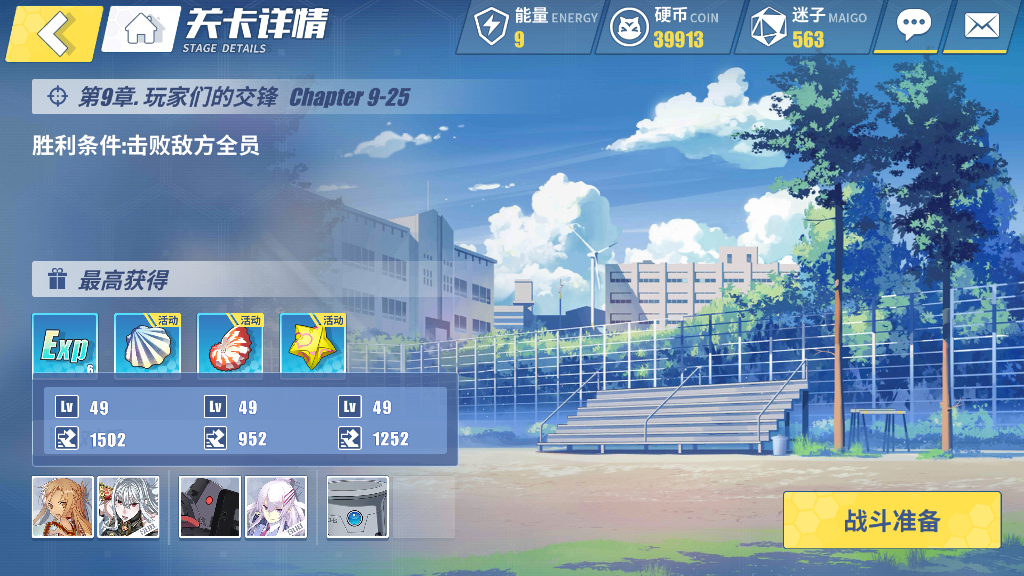 关卡详情
STAGE DETAILS
能量 ENERGY
9
硬币 COIN
39913
迷子 MAIGO
563
第9章.玩家们的交锋 Chapter 9-25
胜利条件:击败敌方全员
最高获得
Exp 6
活动
活动
活动
Lv 49
Lv 49
Lv 49
1502
952
1252
战斗准备